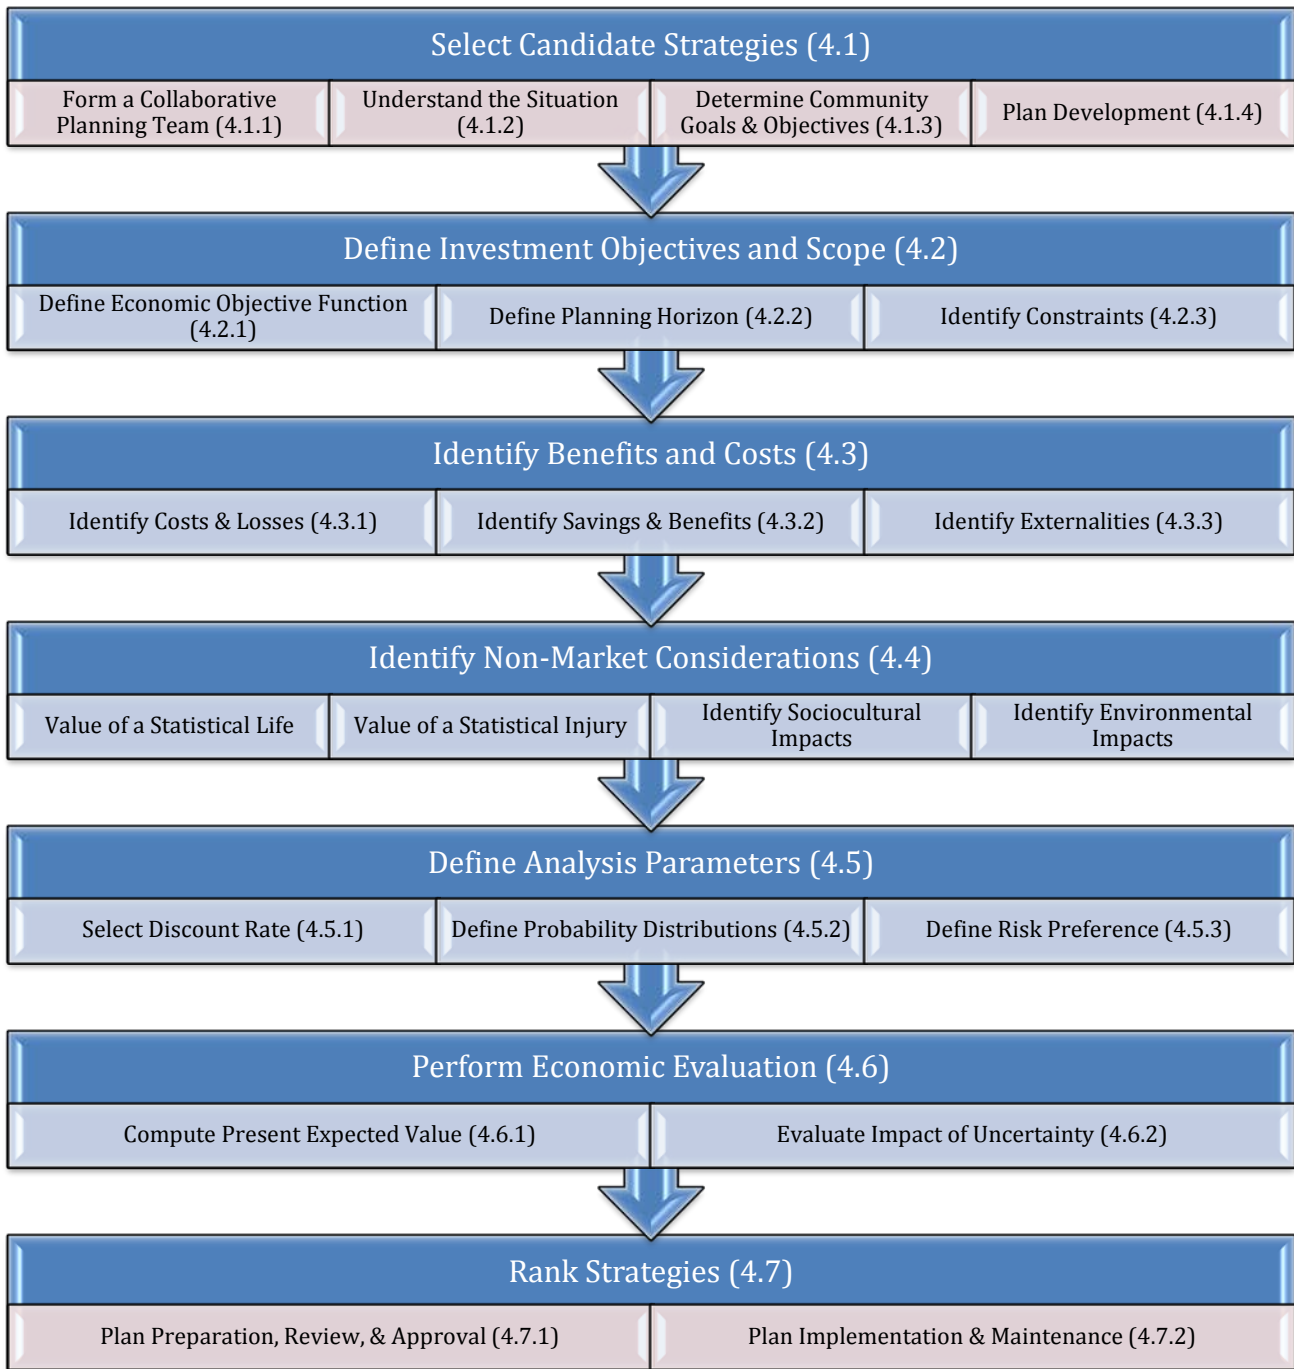 Select Candidate Strategies (4.1)
Form a Collaborative
Planning Team (4.1.1)
Understand the Situation
(4.1.2)
Determine Community
Goals & Objectives (4.1.3)
Plan Development (4.1.4)
Define Investment Objectives and Scope (4.2)
Define Economic Objective Function
(4.2.1)
Define Planning Horizon (4.2.2)
Identify Constraints (4.2.3)
Identify Benefits and Costs (4.3)
Identify Costs & Losses (4.3.1)
Identify Savings & Benefits (4.3.2)
Identify Externalities (4.3.3)
Identify Non-Market Considerations (4.4)
Value of a Statistical Life
Value of a Statistical Injury
Identify Sociocultural
Impacts
Identify Environmental
Impacts
Define Analysis Parameters (4.5)
Select Discount Rate (4.5.1)
Define Probability Distributions (4.5.2)
Define Risk Preference (4.5.3)
Perform Economic Evaluation (4.6)
Compute Present Expected Value (4.6.1)
Evaluate Impact of Uncertainty (4.6.2)
Rank Strategies (4.7)
Plan Preparation, Review, & Approval (4.7.1)
Plan Implementation & Maintenance (4.7.2)